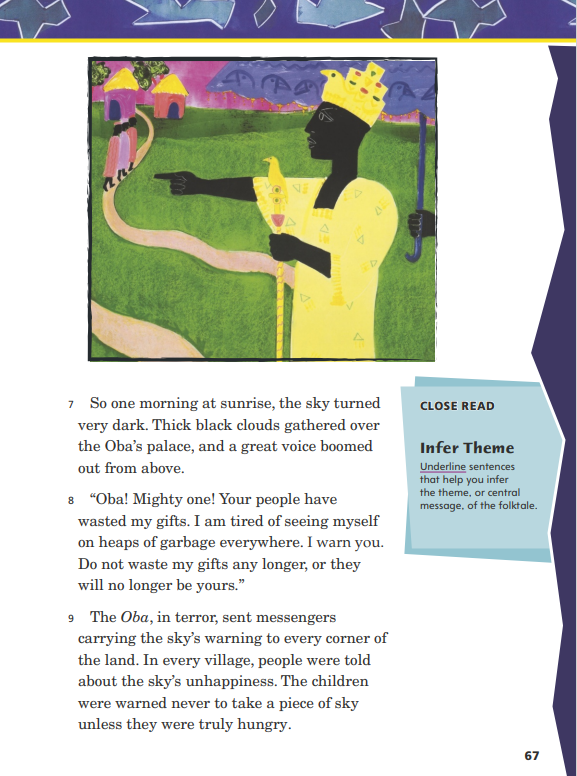 7 So one morning at sunrise, the sky turned
very dark. Thick black clouds gathered over
the Oba’s palace, and a great voice boomed
out from above.
8 “Oba! Mighty one! Your people have
wasted my gifts. I am tired of seeing myself
on heaps of garbage everywhere. I warn you.
Do not waste my gifts any longer, or they
will no longer be yours.”
9 The Oba, in terror, sent messengers
carrying the sky’s warning to every corner of
the land. In every village, people were told
about the sky’s unhappiness. The children
were warned never to take a piece of sky
unless they were truly hungry.
CLOSE READ
Infer Theme
Underline sentences
that help you infer
the theme, or central
message, of the folktale.
67